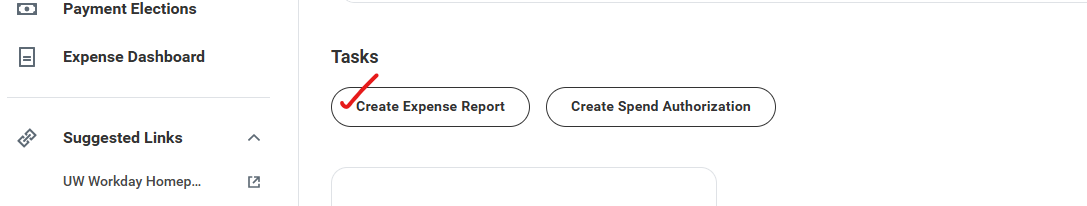 Payment Elections
Expense Dashboard
Suggested Links
UW Workday Homep...
Tasks
Create Expense Report
Create Spend Authorization